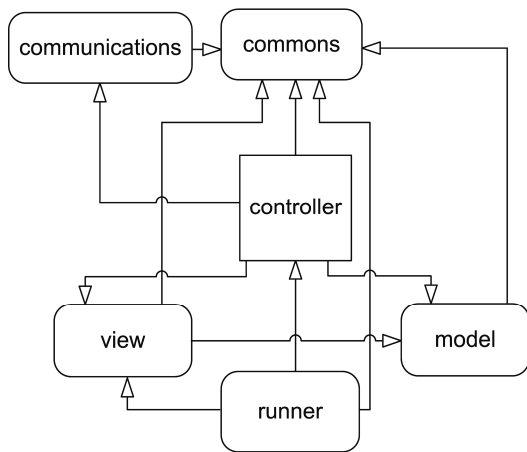 communications
commons
controller
view
model
runner